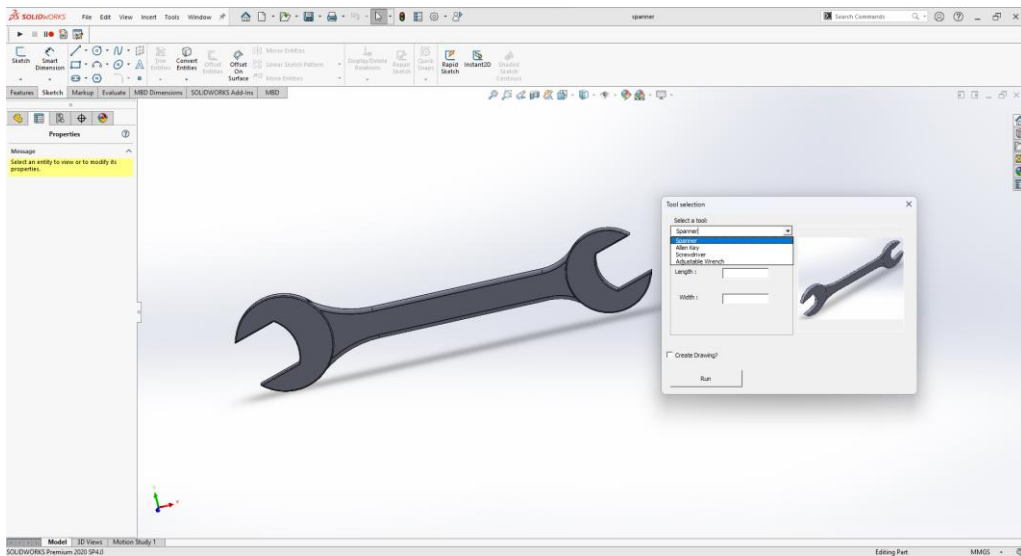 SOLIDWORKS File Edit View Insert Tools Window
spanner
Search Commands
Sketch
Smart Dimension
Trim Entities
Convert Entities
Offset Entities
Offset On Surface
Mirror Entities
Linear Sketch Pattern
Move Entities
Display/Delete Relations
Repair Sketch
Quick Snaps
Rapid Sketch
Instant2D
Shaded Sketch Contours
Features Sketch Markup Evaluate MBD Dimensions SOLIDWORKS Add-Ins MBD
Properties
Message
Select an entity to view or to modify its
properties.
Tool selection
Select a tool:
Spanner
Spanner
Allen Key
Screwdriver
Adjustable Wrench
Length :
Width :
Create Drawing?
Run
Model 3D Views Motion Study 1
SOLIDWORKS Premium 2020 SP4.0
Editing Part MMGS